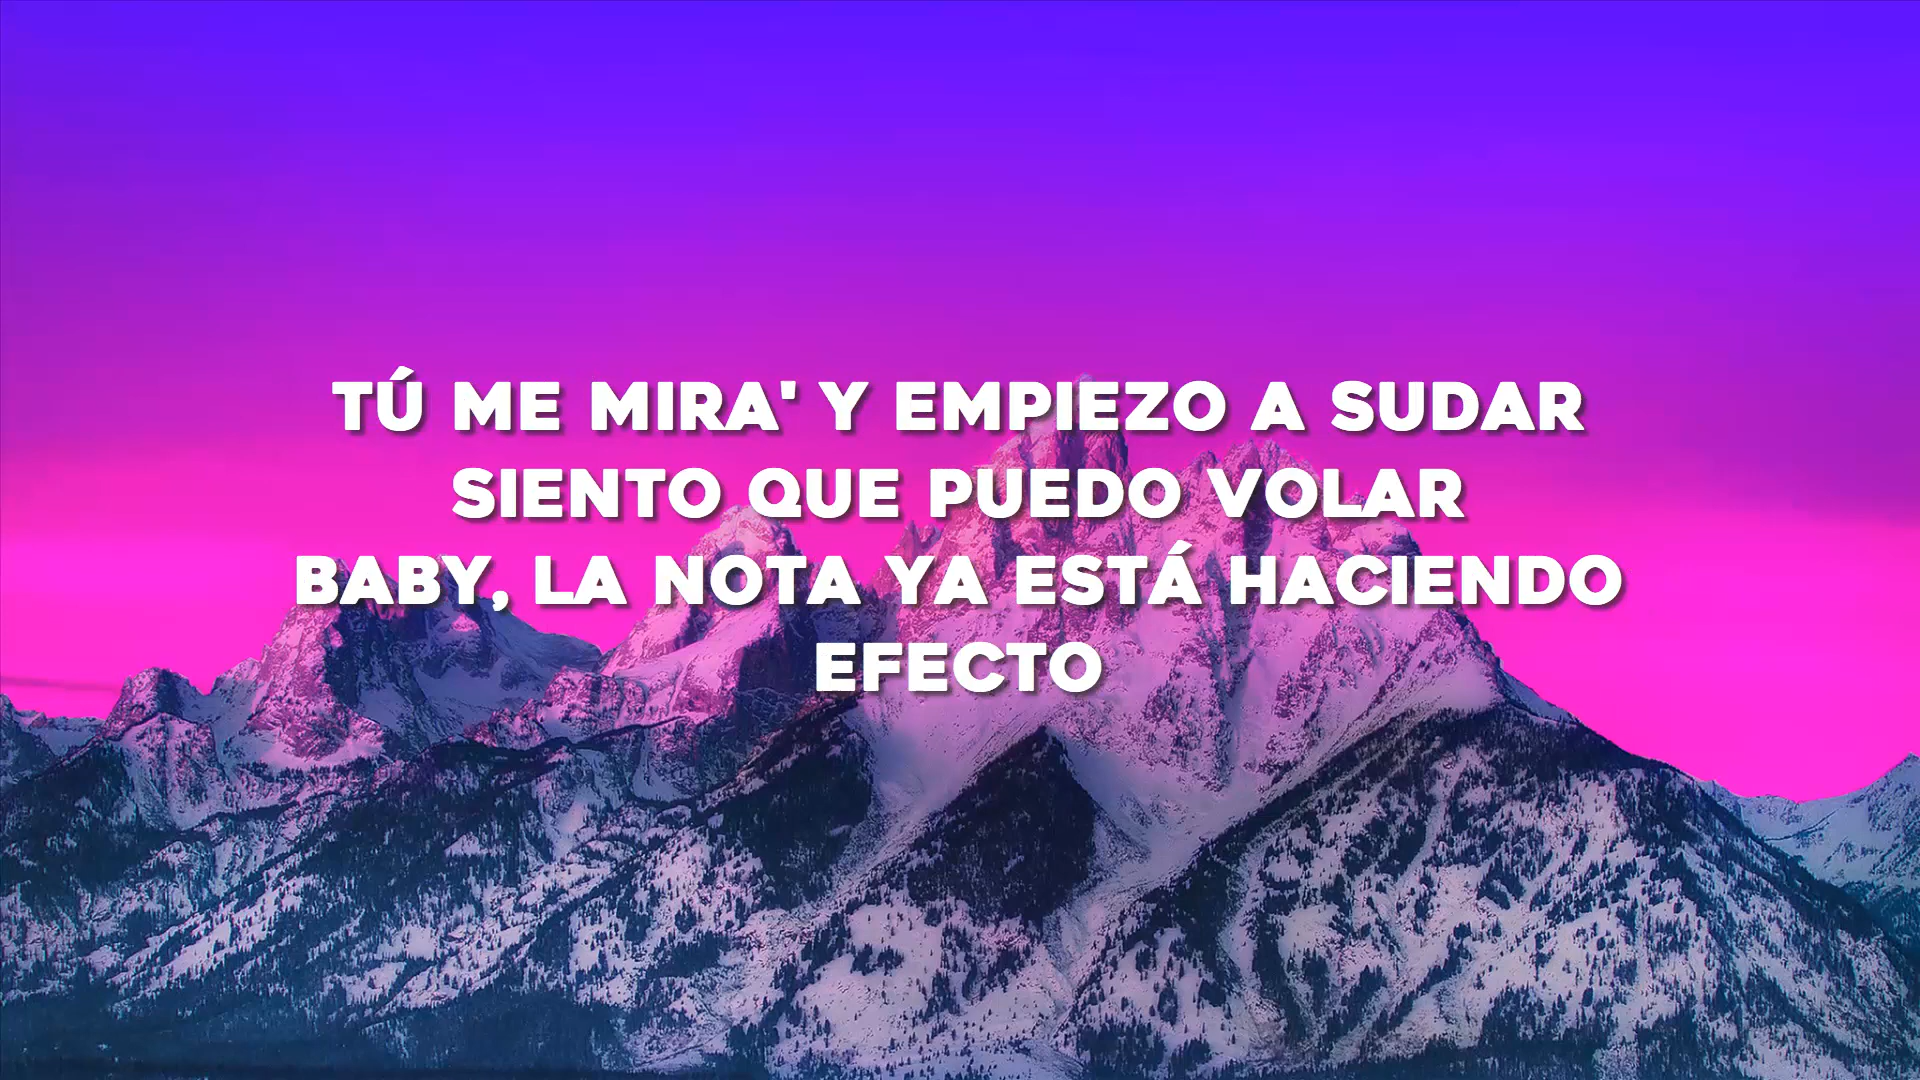 TÚ ME MIRA' Y EMPIEZO A SUDAR
SIENTO QUE PUEDO VOLAR
BABY, LA NOTA YA ESTÁ HACIENDO
EFECTO